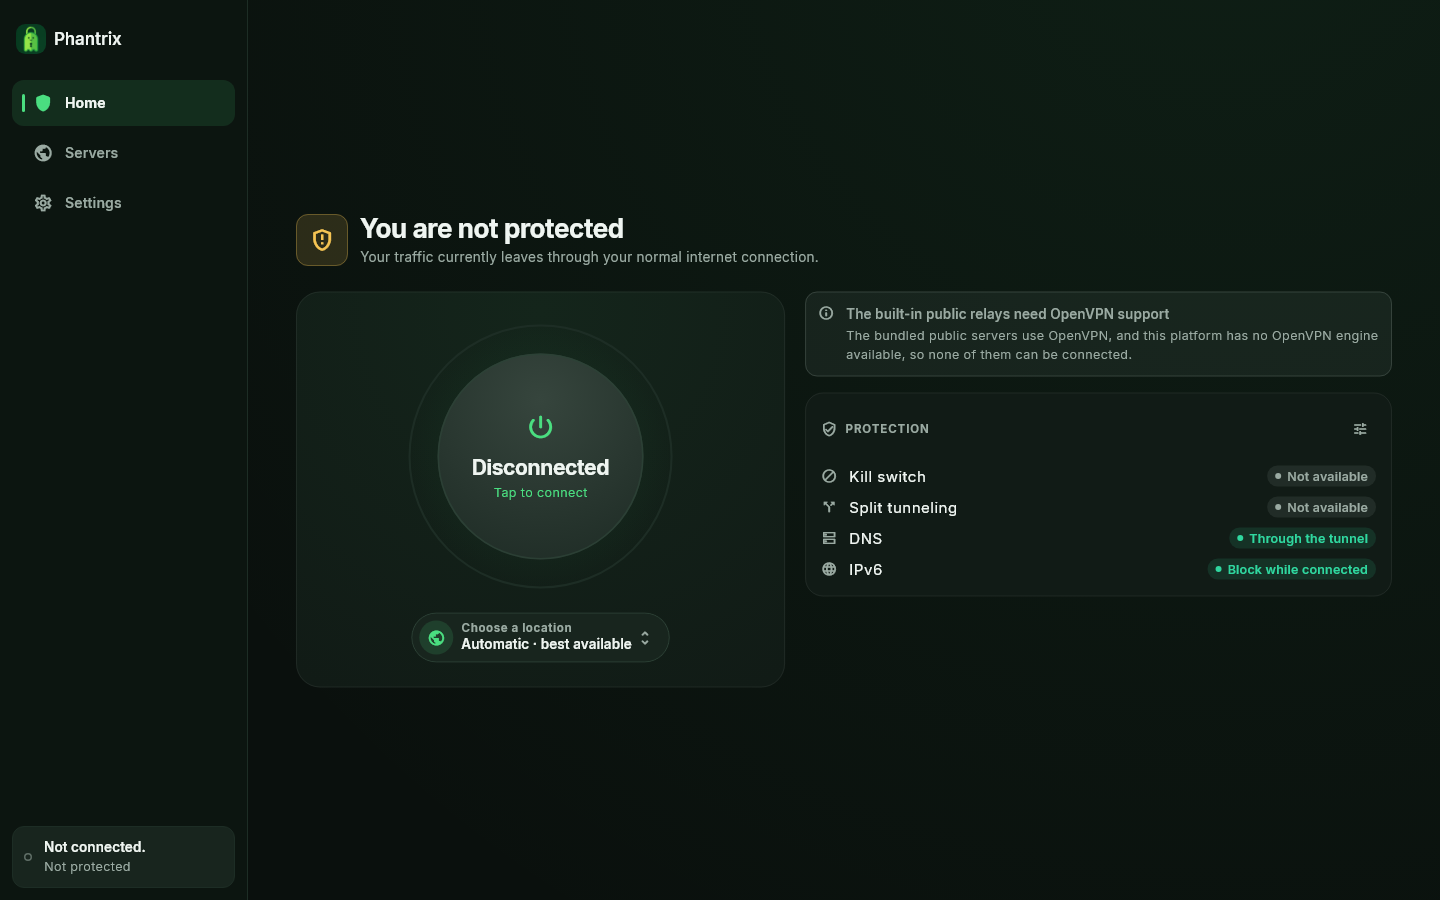 Phantrix
Home
Servers
Settings
You are not protected
Your traffic currently leaves through your normal internet connection.
Disconnected
Tap to connect
Choose a location
Automatic · best available
The built-in public relays need OpenVPN support
The bundled public servers use OpenVPN, and this platform has no OpenVPN engine
available, so none of them can be connected.
PROTECTION
Kill switch
Not available
Split tunneling
Not available
DNS
Through the tunnel
IPv6
Block while connected
Not connected.
Not protected